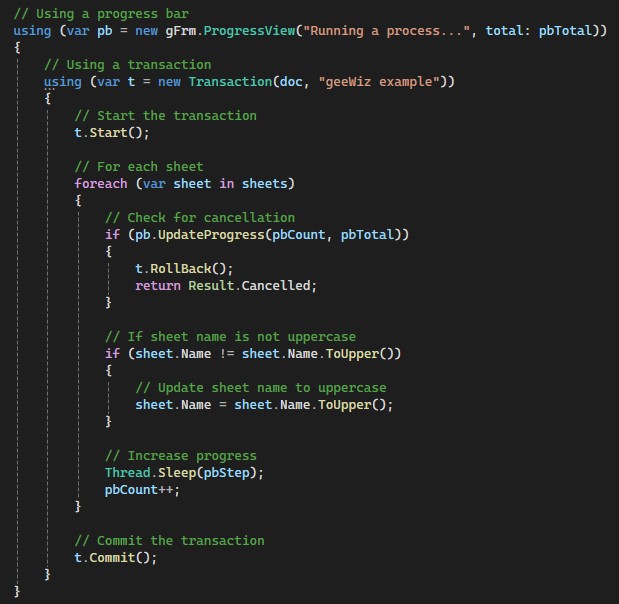 // Using a progress bar
using (var pb = new gFrm.ProgressView("Running a process...", total: pbTotal))
{
    // Using a transaction
    using (var t = new Transaction(doc, "geeWiz example"))
    {
        // Start the transaction
        t.Start();

        // For each sheet
        foreach (var sheet in sheets)
        {
            // Check for cancellation
            if (pb.UpdateProgress(pbCount, pbTotal))
            {
                t.RollBack();
                return Result.Cancelled;
            }

            // If sheet name is not uppercase
            if (sheet.Name != sheet.Name.ToUpper())
            {
                // Update sheet name to uppercase
                sheet.Name = sheet.Name.ToUpper();
            }

            // Increase progress
            Thread.Sleep(pbStep);
            pbCount++;
        }

        // Commit the transaction
        t.Commit();
    }
}